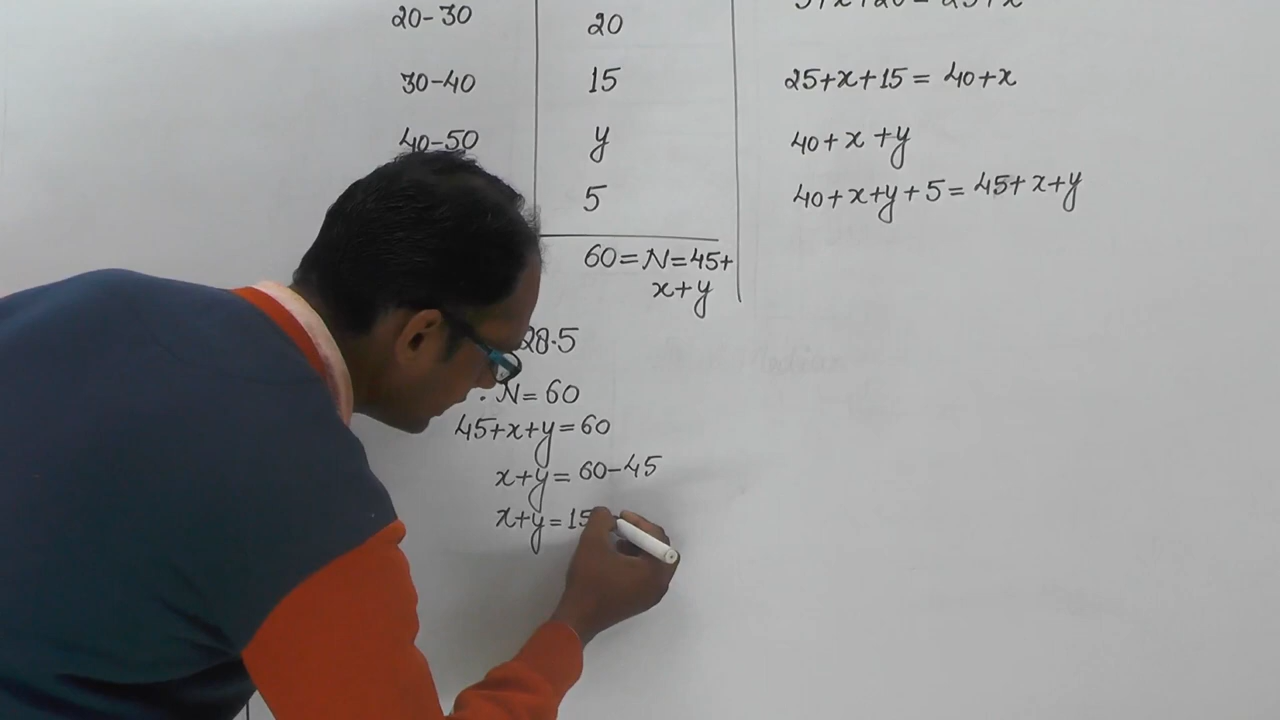 20-30 20
30-40 15 25+x+15= 40+x
40-50 y 40+x+y
5 40+x+y+5= 45+x+y
60=N=45+
x+y
28.5
. N= 60
45+x+y=60
x+y= 60-45
x+y=15